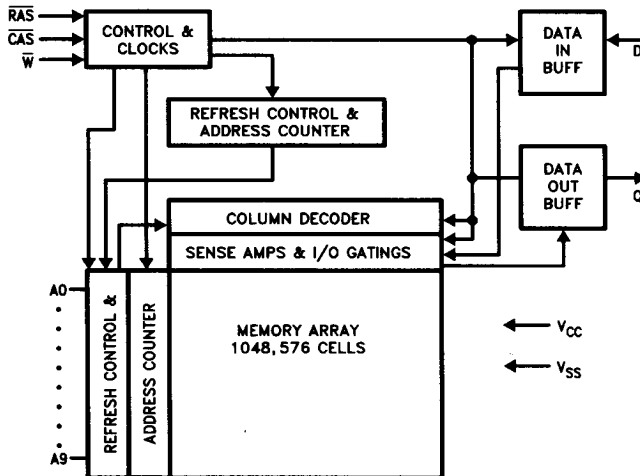 RAS
CAS
W
CONTROL &
CLOCKS
DATA
IN
BUFF
D
REFRESH CONTROL &
ADDRESS COUNTER
DATA
OUT
BUFF
Q
COLUMN DECODER
SENSE AMPS & I/O GATINGS
A0
A9
REFRESH CONTROL &
ADDRESS COUNTER
MEMORY ARRAY
1048,576 CELLS
VCC
VSS